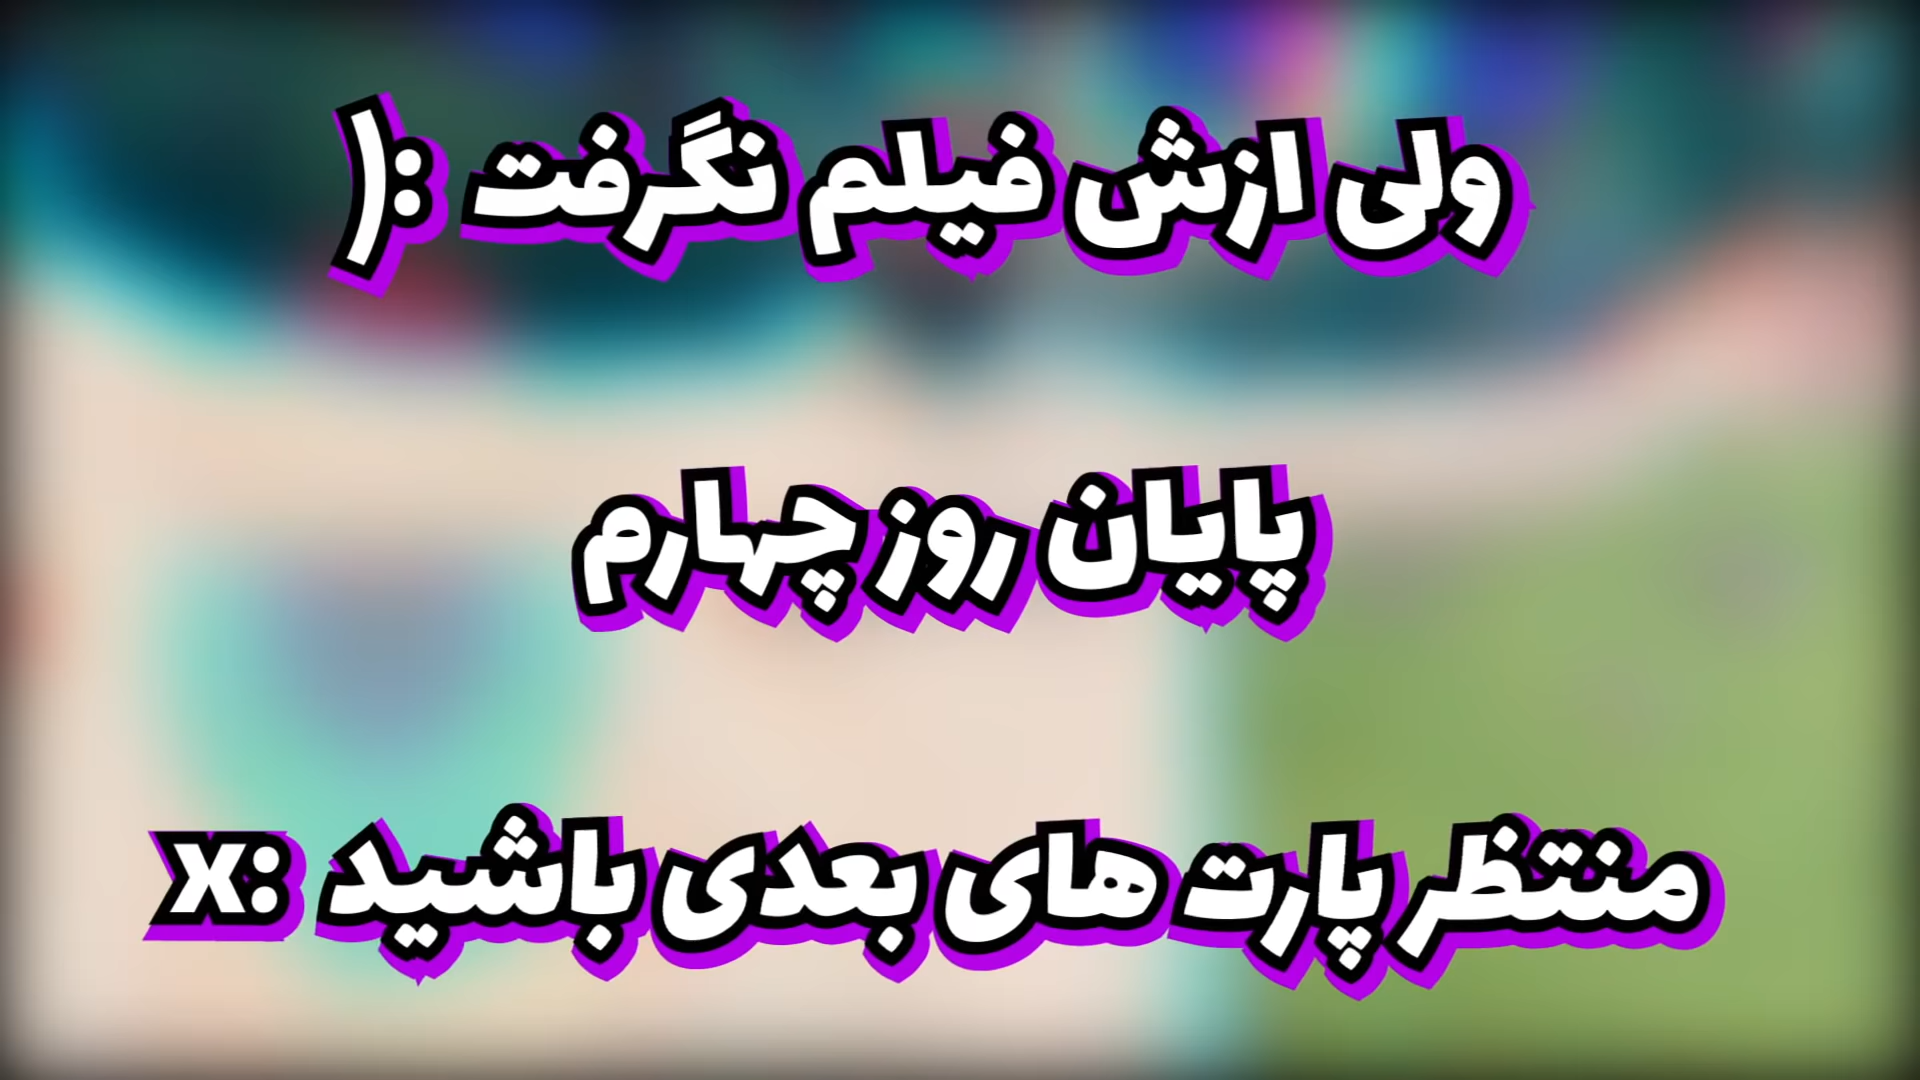 ولی ازش فیلم نگرفت :(
پایان روز چهارم
منتظر پارت های بعدی باشید :x